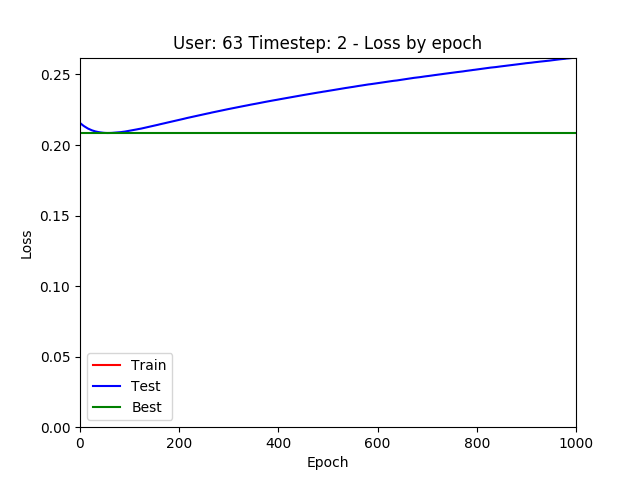 User: 63 Timestep: 2 - Loss by epoch
0.25
0.20
0.15
0.10
0.05
0.00
Loss
Train
Test
Best
0 200 400 600 800 1000
Epoch